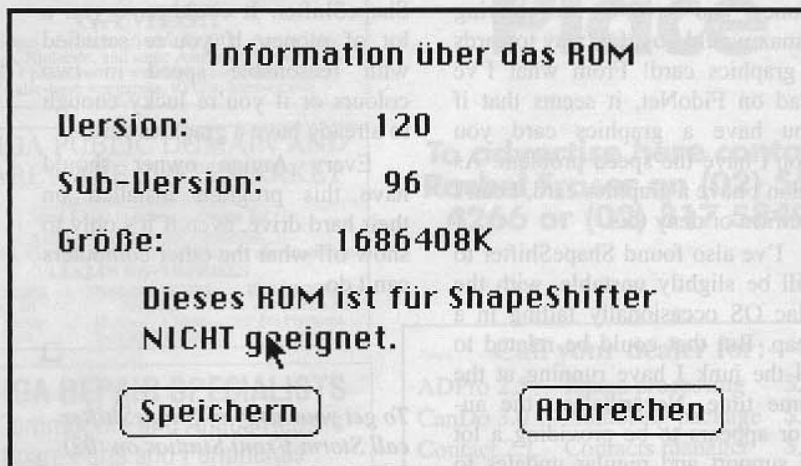 Information über das ROM
Version: 120
Sub-Version: 96
Größe: 1686408K
Dieses ROM ist für ShapeShifter
NICHT geeignet.
Speichern
Abbrechen